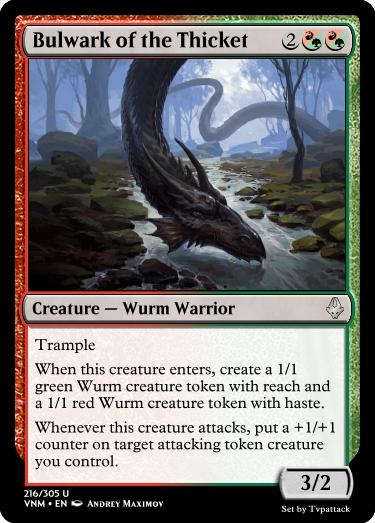 Bulwark of the Thicket 2
Creature — Wurm Warrior
Trample
When this creature enters, create a 1/1
green Wurm creature token with reach and
a 1/1 red Wurm creature token with haste.
Whenever this creature attacks, put a +1/+1
counter on target attacking token creature
you control.
3/2
216/305 U
VNM • EN Andrey Maximov
Set by Tvpattack